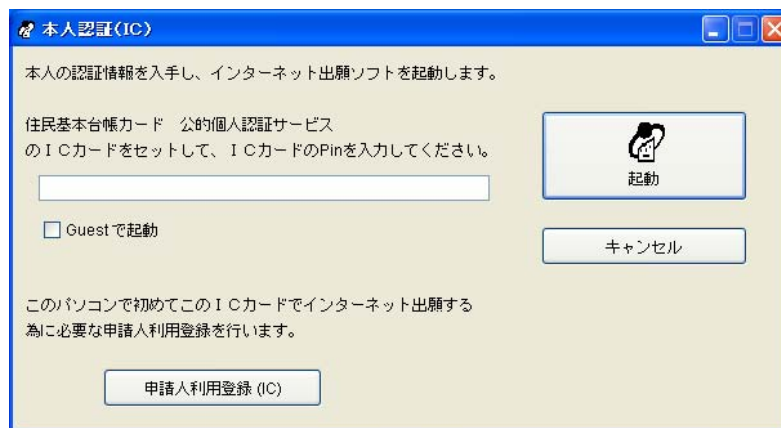 本人認証(IC)
本人の認証情報を入手し、インターネット出願ソフトを起動します。
住民基本台帳カード　公的個人認証サービス
のＩＣカードをセットして、ＩＣカードのPinを入力してください。
起動
Guestで起動
キャンセル
このパソコンで初めてこのＩＣカードでインターネット出願する
為に必要な申請人利用登録を行います。
申請人利用登録 (IC)